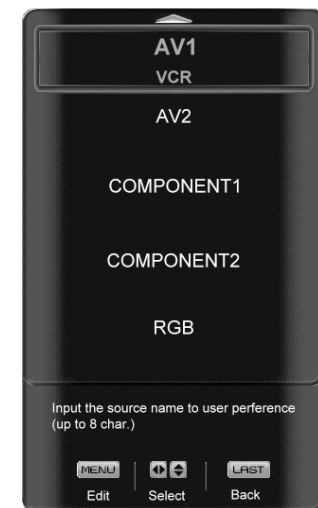 AV1
VCR
AV2
COMPONENT1
COMPONENT2
RGB
Input the source name to user perference
(up to 8 char.)
MENU LAST
Edit Select Back